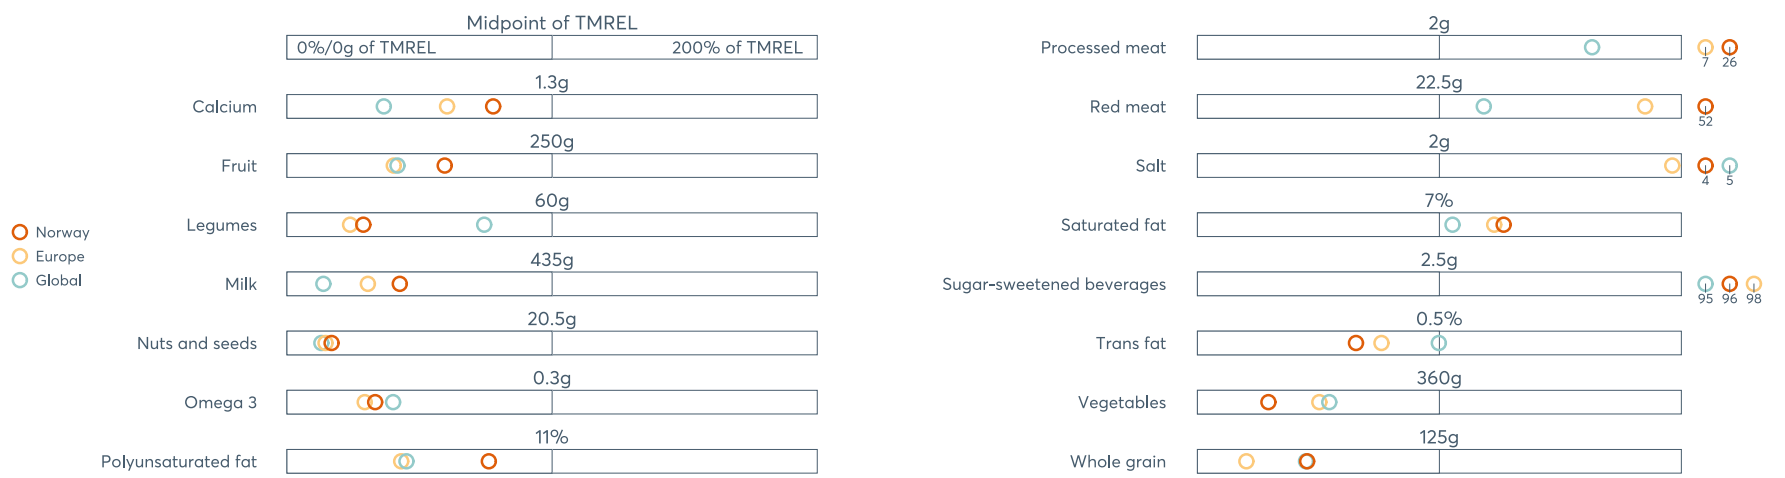 Midpoint of TMREL
0%/0g of TMREL 200% of TMREL
1.3g
Calcium
250g
Fruit
60g
Legumes
435g
Milk
20.5g
Nuts and seeds
0.3g
Omega 3
11%
Polyunsaturated fat
Norway
Europe
Global
2g
Processed meat
7 26
22.5g
Red meat
52
2g
Salt
4 5
7%
Saturated fat
2.5g
Sugar-sweetened beverages
95 96 98
0.5%
Trans fat
360g
Vegetables
125g
Whole grain